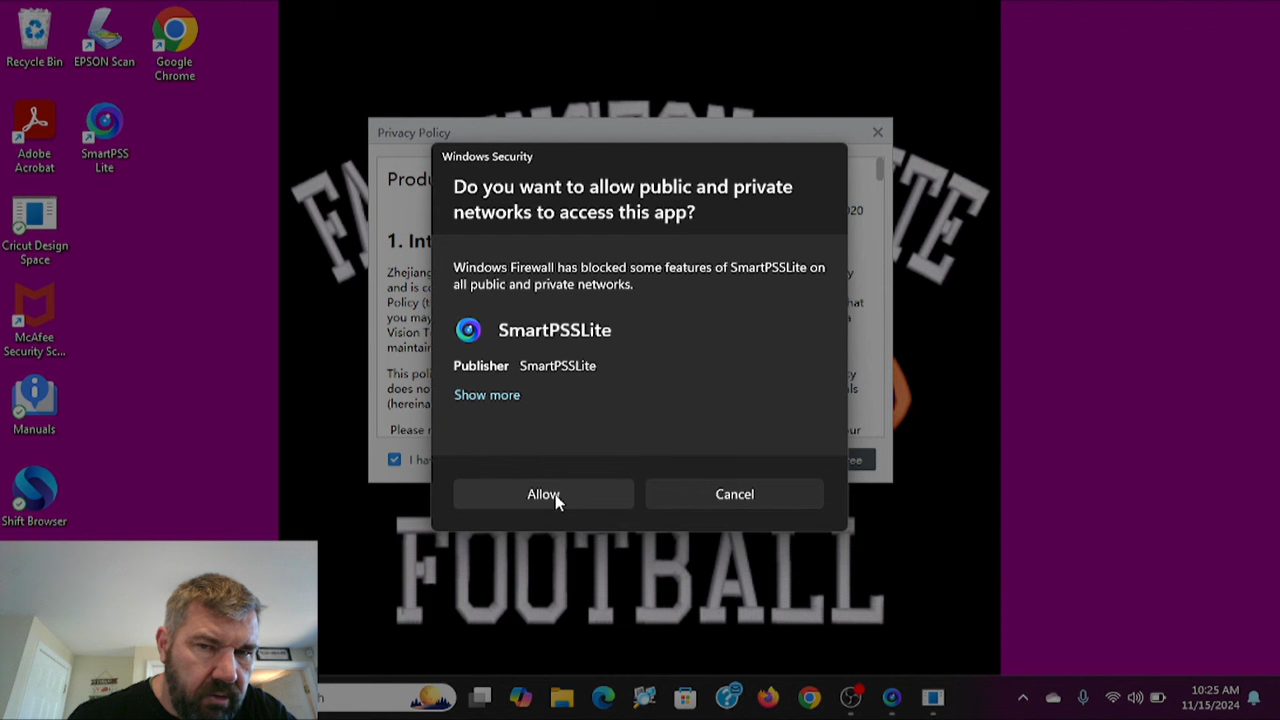 Recycle Bin
EPSON Scan
Google
Chrome
Adobe
Acrobat
SmartPSS
Lite
Cricut Design
Space
McAfee
Security Sc...
Manuals
Shift Browser
Privacy Policy
2020
1. Int
Zhejiang
and is co
Policy (t
you may
Vision T
maintain
This poli
does no
(hereina
Please r
I ha
Windows Security
Do you want to allow public and private
networks to access this app?
Windows Firewall has blocked some features of SmartPSSLite on
all public and private networks.
SmartPSSLite
Publisher SmartPSSLite
Show more
Allow
Cancel
FOOTBALL
10:25 AM
11/15/2024